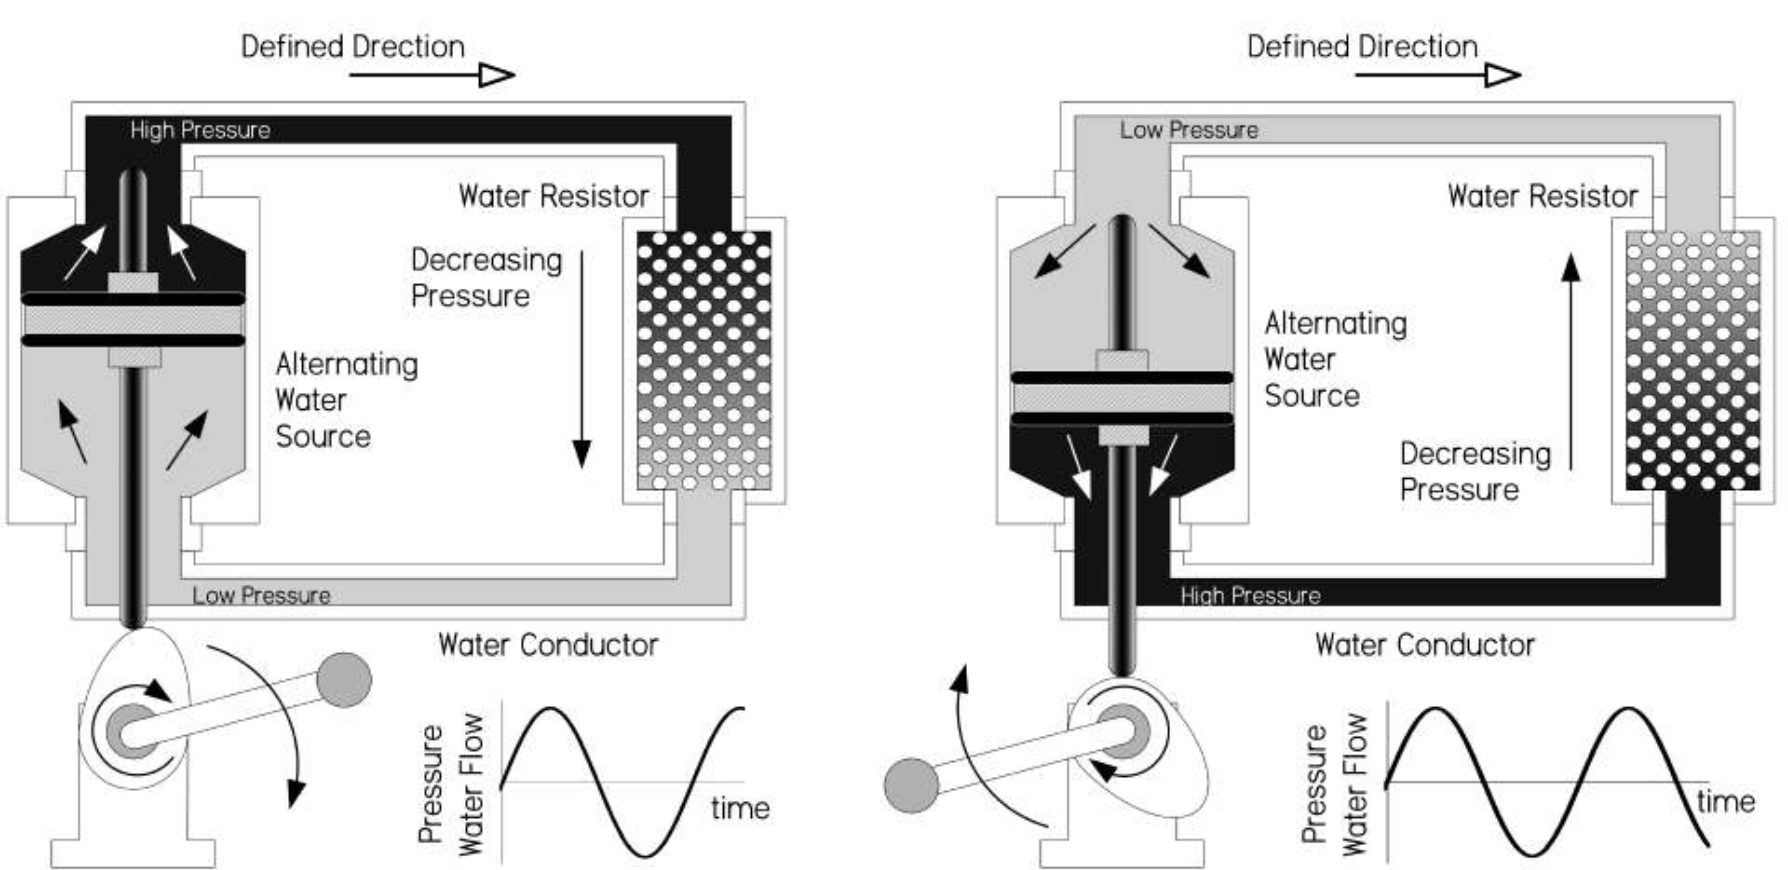 Defined Drection
High Pressure
Water Resistor
Decreasing
Pressure
Alternating
Water
Source
Low Pressure
Water Conductor
Pressure
Water Flow
time
Defined Direction
Low Pressure
Water Resistor
Alternating
Water
Source
Decreasing
Pressure
High Pressure
Water Conductor
Pressure
Water Flow
time